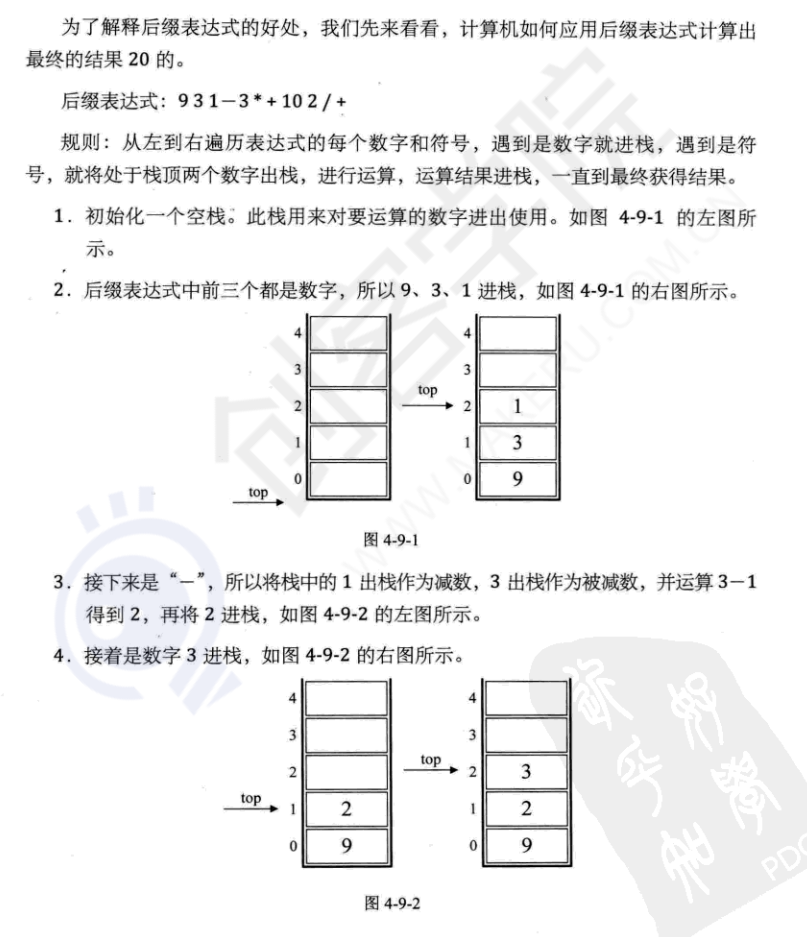 为了解释后缀表达式的好处，我们先来看看，计算机如何应用后缀表达式计算出
最终的结果 20 的。
后缀表达式：9 3 1－3 * + 10 2 / +
规则：从左到右遍历表达式的每个数字和符号，遇到是数字就进栈，遇到是符
号，就将处于栈顶两个数字出栈，进行运算，运算结果进栈，一直到最终获得结果。
1．初始化一个空栈。此栈用来对要运算的数字进出使用。如图 4-9-1 的左图所
示。
2．后缀表达式中前三个都是数字，所以 9、3、1 进栈，如图 4-9-1 的右图所示。
4
3
2
1
0
top
4
3
top
2 1
1 3
0 9
图 4-9-1
3．接下来是“－”，所以将栈中的 1 出栈作为减数，3 出栈作为被减数，并运算 3－1
得到 2，再将 2 进栈，如图 4-9-2 的左图所示。
4．接着是数字 3 进栈，如图 4-9-2 的右图所示。
4
3
2
top
1 2
0 9
4
3
top
2 3
1 2
0 9
图 4-9-2
创客学院
WWW.MAKERU.COM.CN
PDG